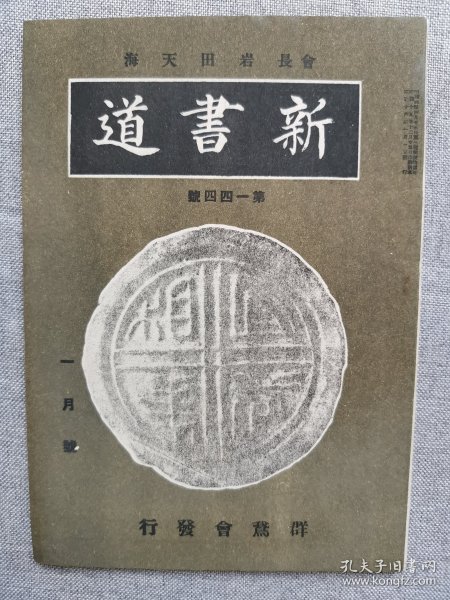 會長岩田天海
新書道
第一四四號
一月號
群鵞會發行
孔夫子旧书网
www.kongfz.com